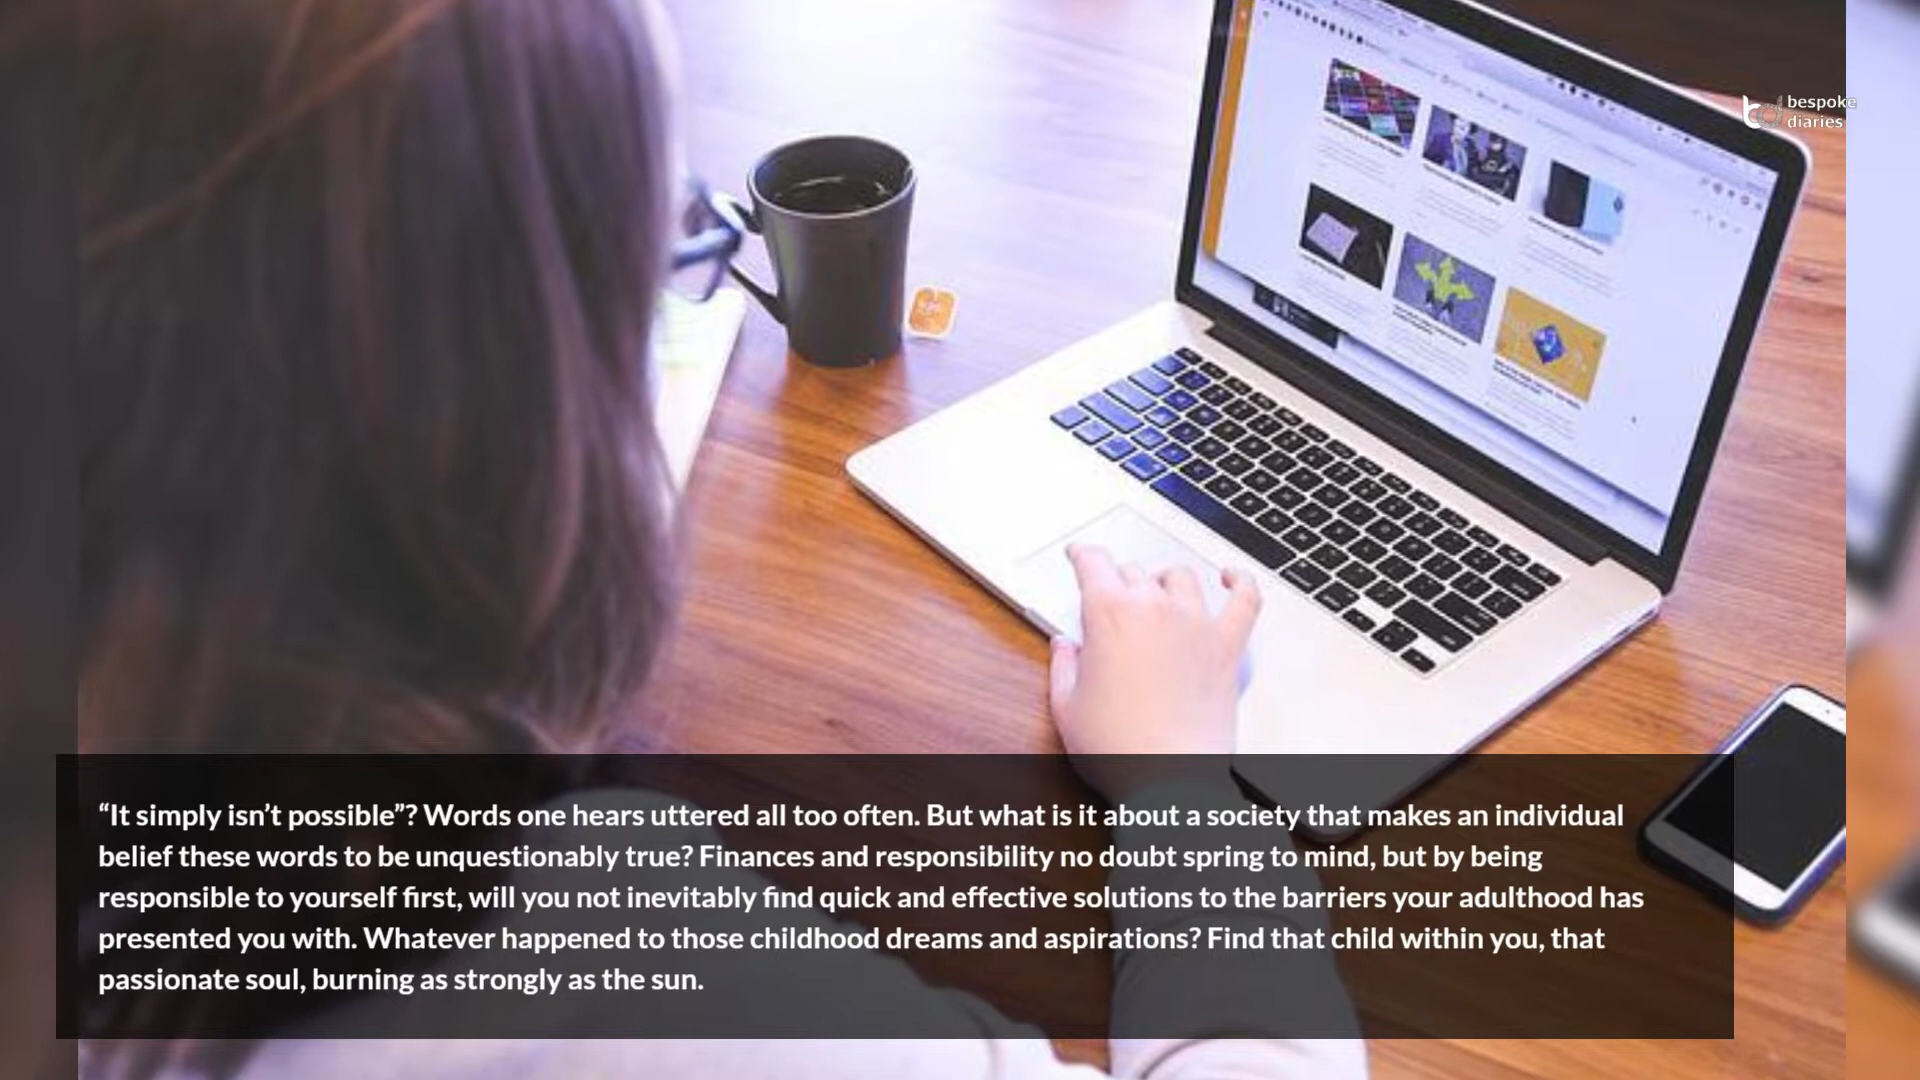 bespoke
diaries
“It simply isn’t possible”? Words one hears uttered all too often. But what is it about a society that makes an individual
belief these words to be unquestionably true? Finances and responsibility no doubt spring to mind, but by being
responsible to yourself first, will you not inevitably find quick and effective solutions to the barriers your adulthood has
presented you with. Whatever happened to those childhood dreams and aspirations? Find that child within you, that
passionate soul, burning as strongly as the sun.